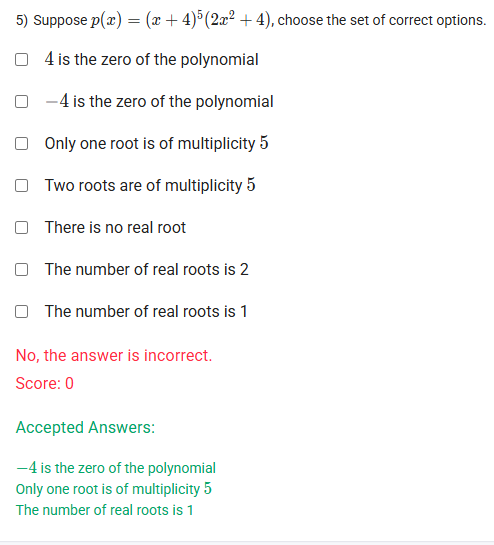 5) Suppose p(x) = (x + 4)⁵(2x² + 4), choose the set of correct options.
4 is the zero of the polynomial
−4 is the zero of the polynomial
Only one root is of multiplicity 5
Two roots are of multiplicity 5
There is no real root
The number of real roots is 2
The number of real roots is 1
No, the answer is incorrect.
Score: 0
Accepted Answers:
−4 is the zero of the polynomial
Only one root is of multiplicity 5
The number of real roots is 1